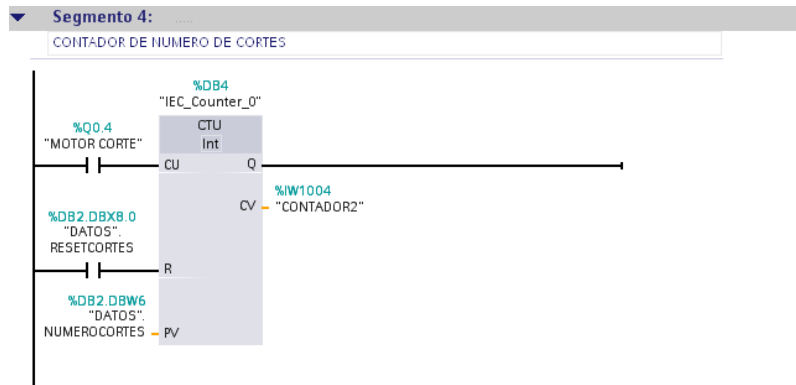 Segmento 4: .....
CONTADOR DE NUMERO DE CORTES
%DB4
"IEC_Counter_0"
%Q0.4
"MOTOR CORTE"
CTU
Int
CU
Q
%IW1004
CV
"CONTADOR2"
%DB2.DBX8.0
"DATOS".
RESETCORTES
R
%DB2.DBW6
"DATOS".
NUMEROCORTES
PV